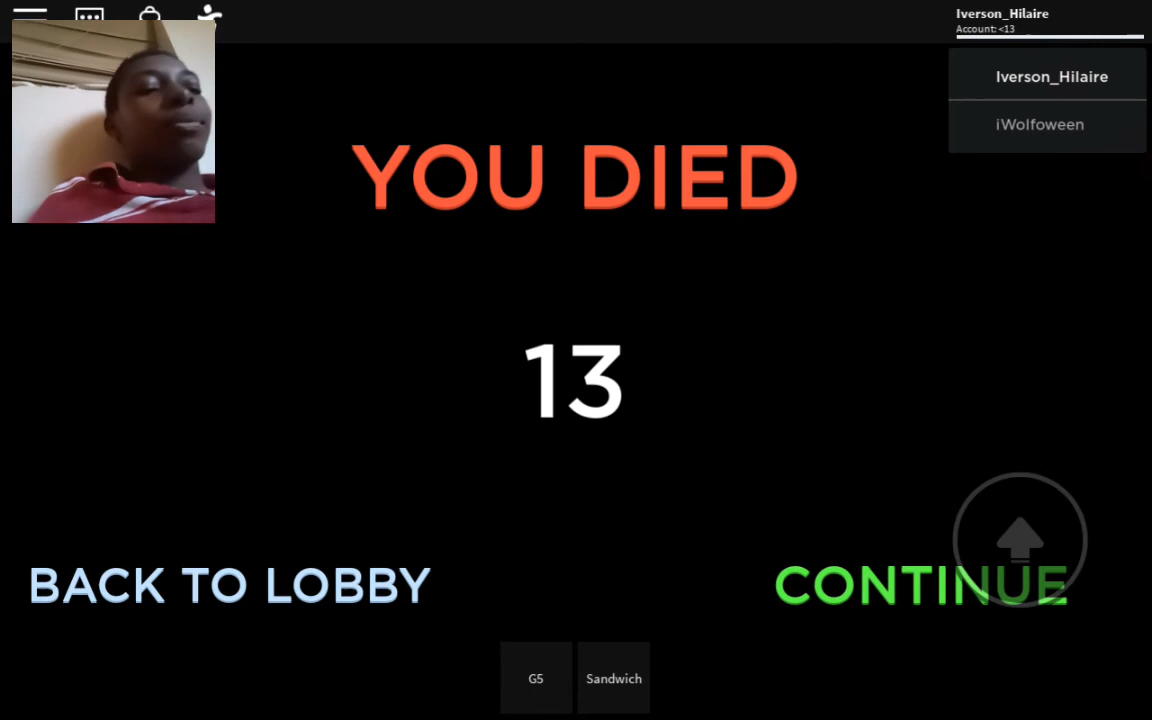 Iverson_Hilaire
Account: <13
Iverson_Hilaire
iWolfoween
YOU DIED
13
BACK TO LOBBY
CONTINUE
G5
Sandwich